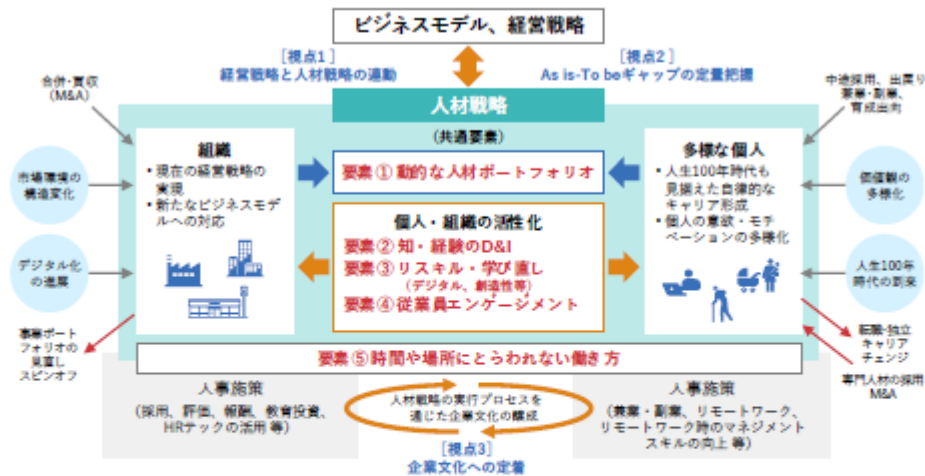 ビジネスモデル、経営戦略
[視点1]
経営戦略と人材戦略の連動
[視点2]
As is-To beギャップの定量把握
合併・買収
(M&A)
中途採用、出戻り
兼業・副業、
育成出向
人材戦略
(共通要素)
組織
• 現在の経営戦略の
実現
• 新たなビジネスモデ
ルへの対応
要素①動的な人材ポートフォリオ
個人・組織の活性化
要素②知・経験のD&I
要素③リスキル・学び直し
(デジタル、創造性等)
要素④従業員エンゲージメント
多様な個人
• 人生100年時代も
見据えた自律的な
キャリア形成
• 個人の意欲・モチ
ベーションの多様化
市場環境の
構造変化
デジタル化
の進展
価値観の
多様化
人生100年
時代の到来
事業ポート
フォリオの
見直し
スピンオフ
転職・独立
キャリア
チェンジ
専門人材の採用
M&A
要素⑤時間や場所にとらわれない働き方
人事施策
(採用、評価、報酬、教育投資、
HRテックの活用 等)
人材戦略の実行プロセスを
通じた企業文化の醸成
人事施策
(兼業・副業、リモートワーク、
リモートワーク時のマネジメント
スキルの向上 等)
[視点3]
企業文化への定着